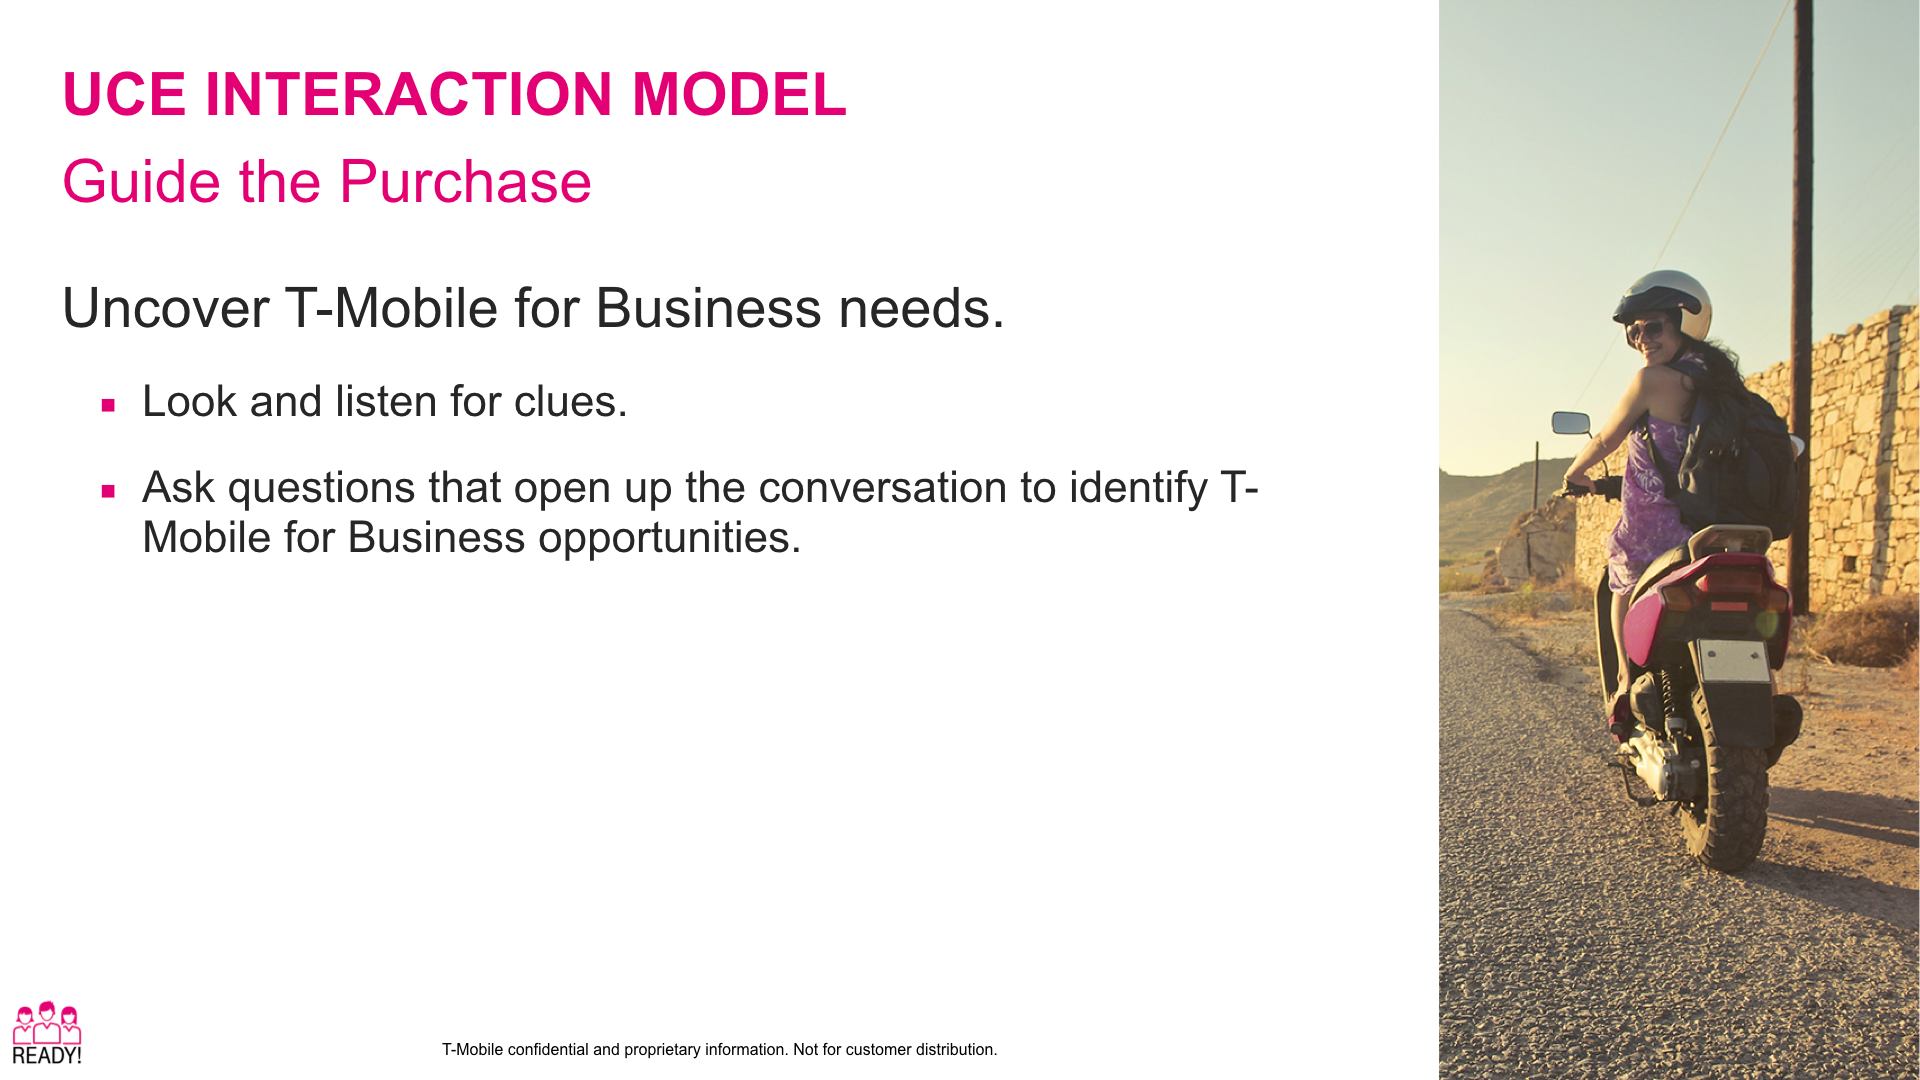 UCE INTERACTION MODEL
Guide the Purchase
Uncover T-Mobile for Business needs.
Look and listen for clues.
Ask questions that open up the conversation to identify T-
Mobile for Business opportunities.
READY!
T-Mobile confidential and proprietary information. Not for customer distribution.